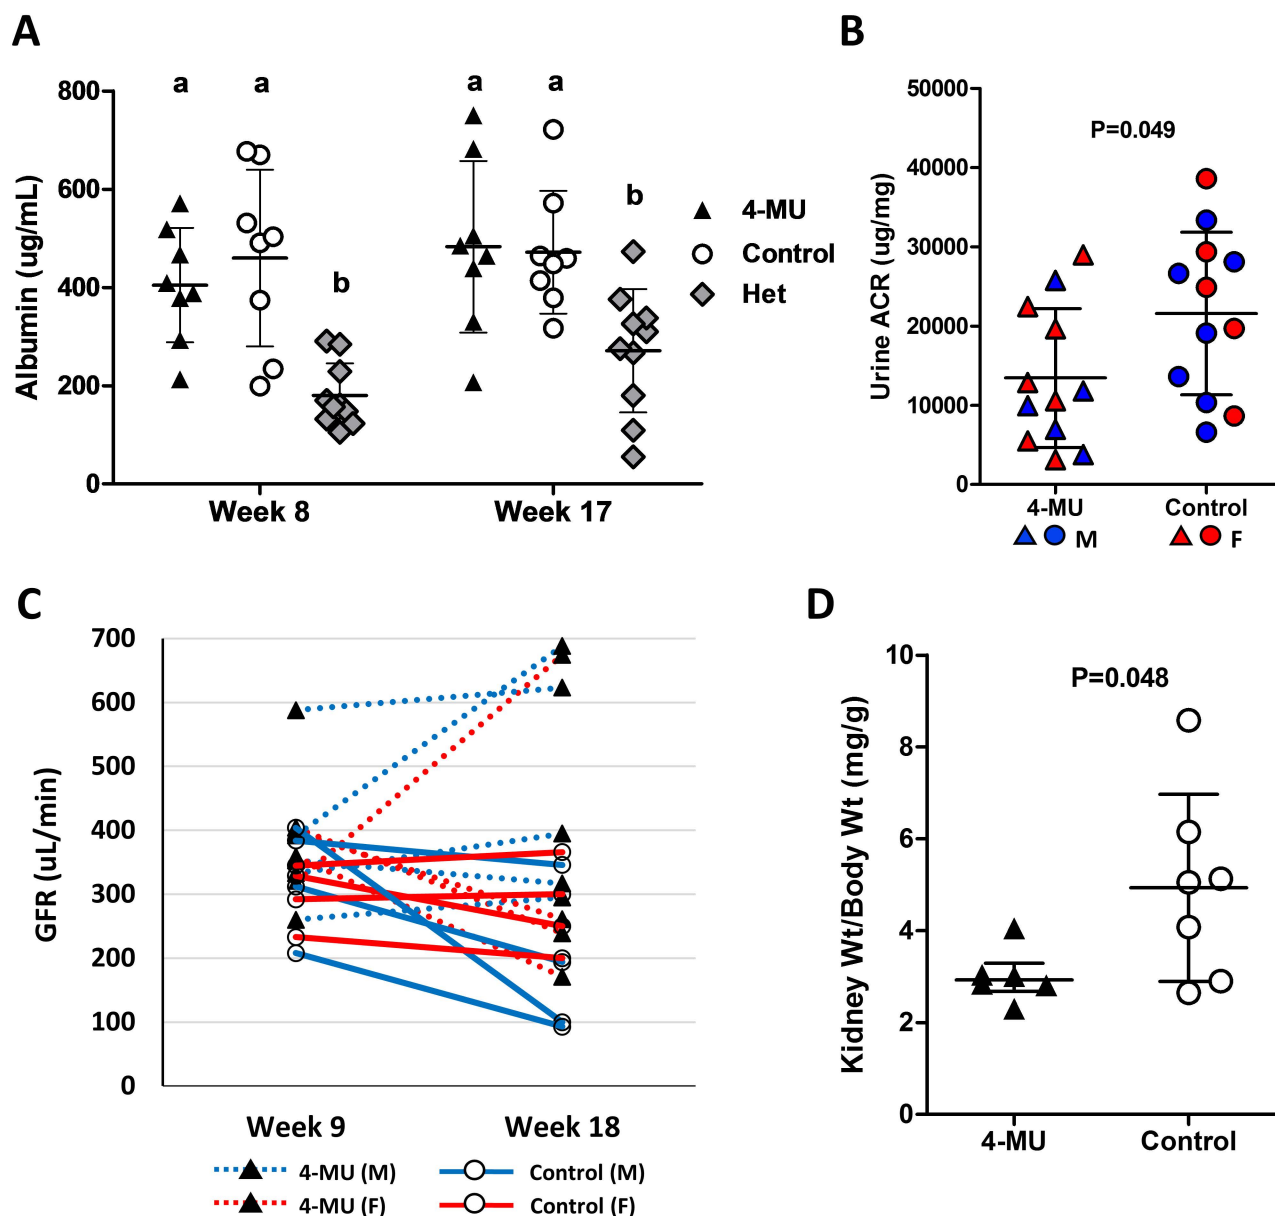 A
a a a a
800
600
400
200
0
Albumin (ug/mL)
b
b
4-MU
Control
Het
Week 8 Week 17
B
50000
40000
30000
20000
10000
0
Urine ACR (ug/mg)
P=0.049
4-MU Control
M F
C
700
600
500
400
300
200
100
0
GFR (uL/min)
Week 9 Week 18
4-MU (M) Control (M)
4-MU (F) Control (F)
D
10
8
6
4
2
0
Kidney Wt/Body Wt (mg/g)
P=0.048
4-MU Control